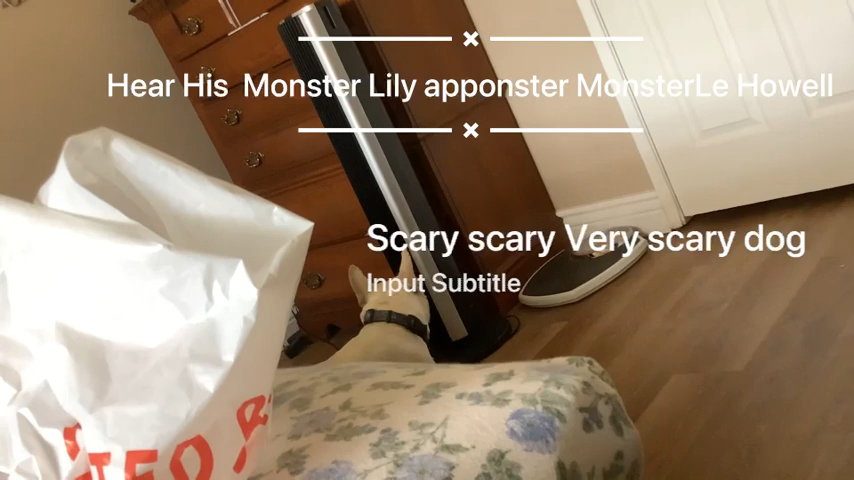 Hear His Monster Lily apponster MonsterLe Howell
Scary scary Very scary dog
Input Subtitle